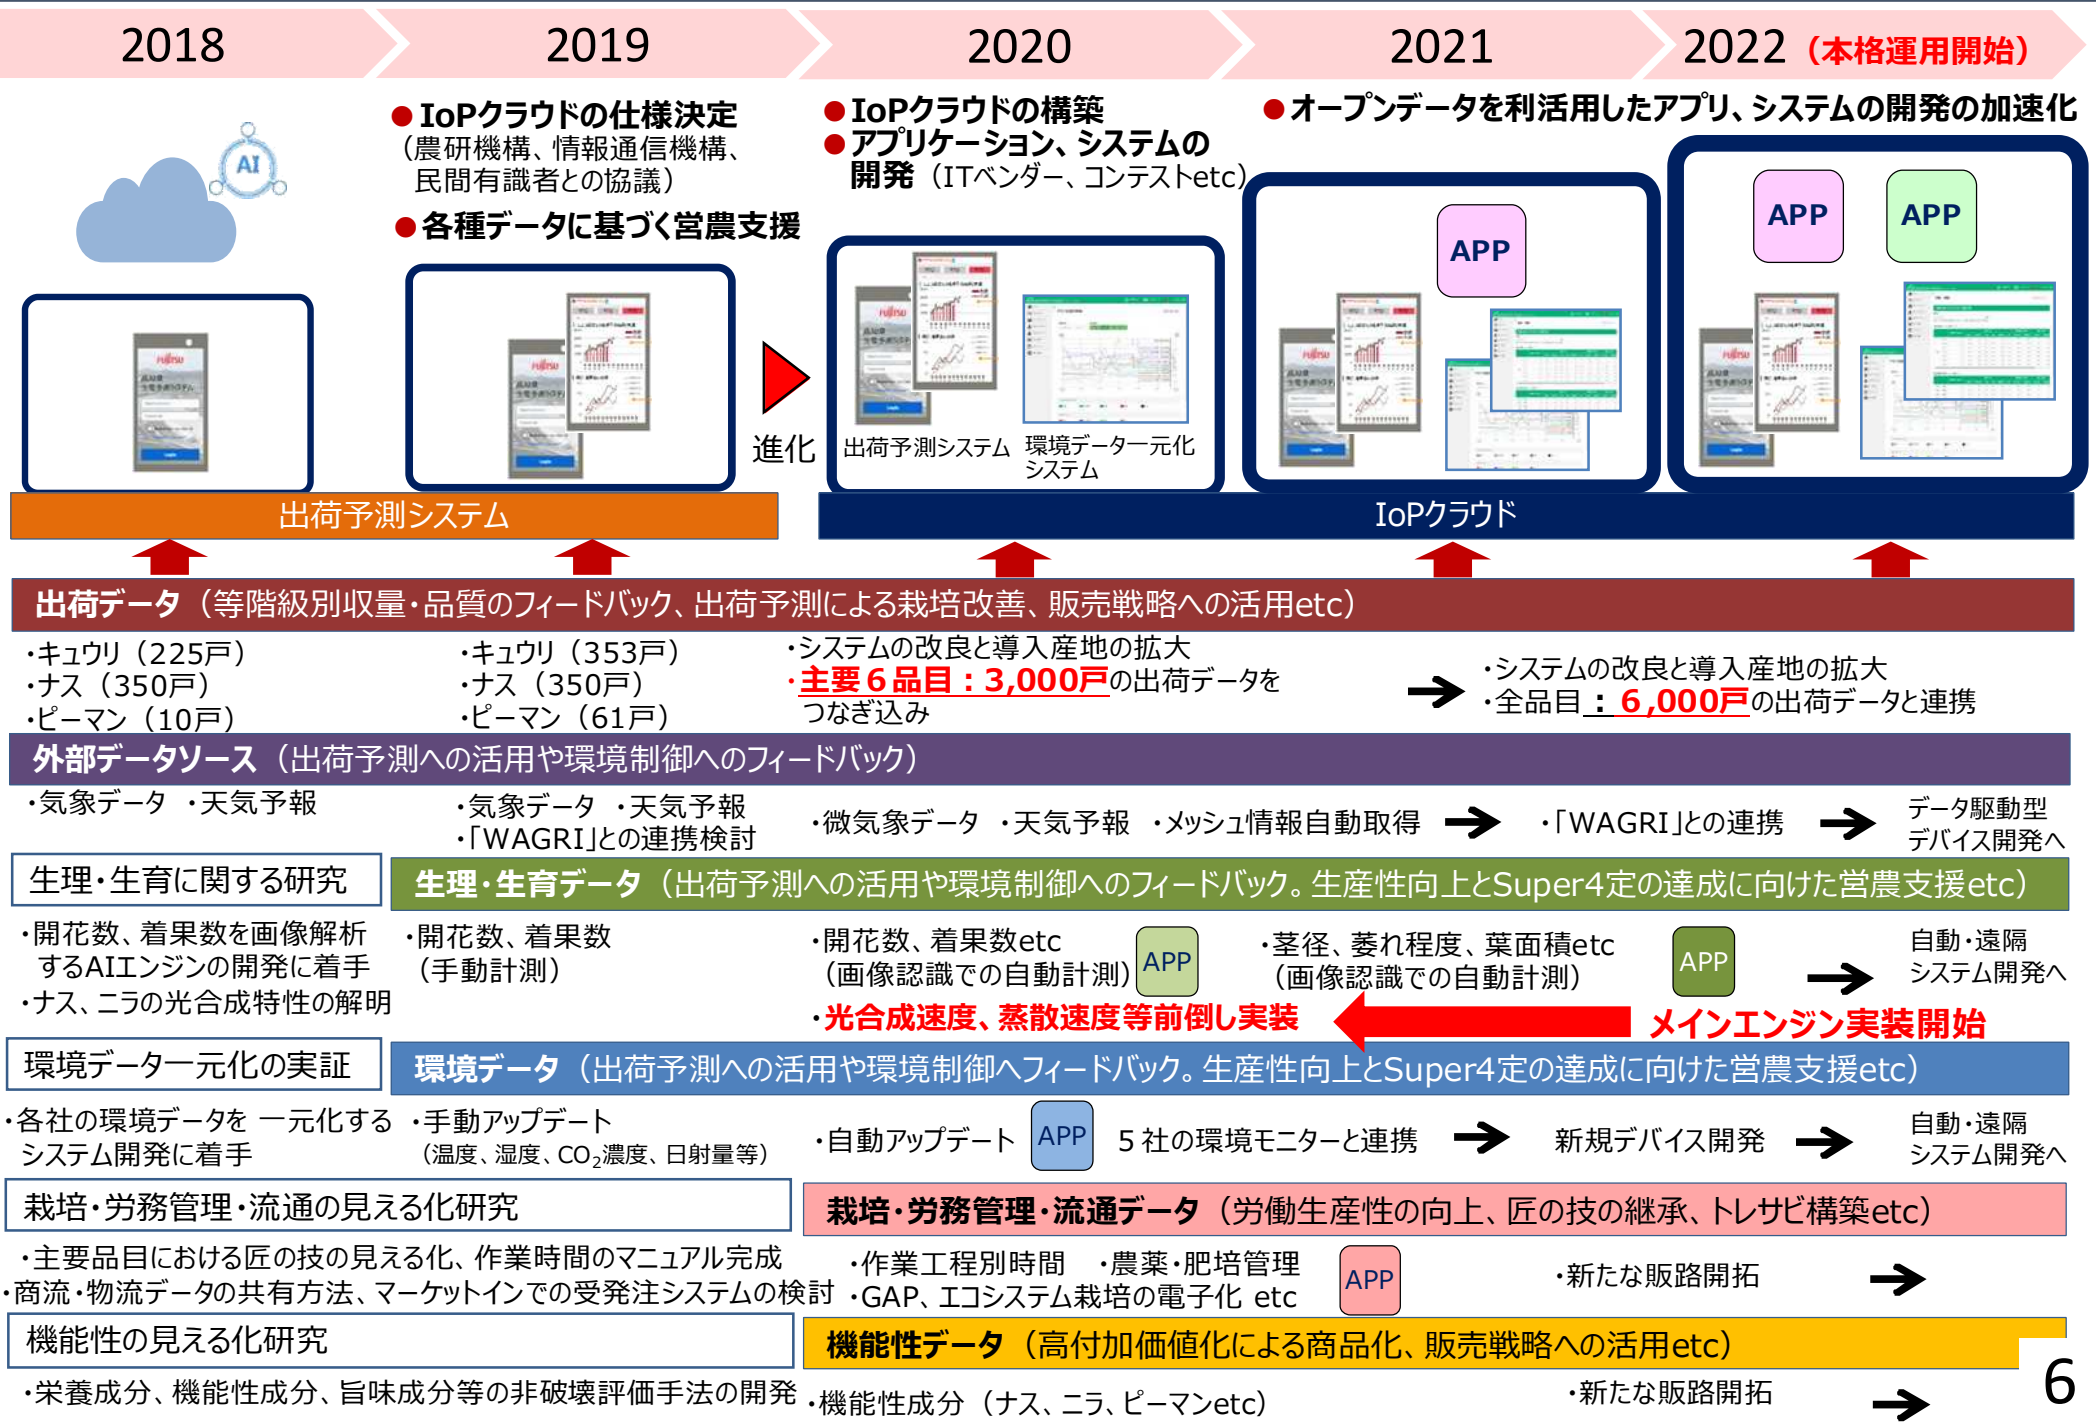 2018
2019
2020
2021
2022（本格運用開始）
AI
●IoPクラウドの仕様決定
（農研機構、情報通信機構、
民間有識者との協議）
●各種データに基づく営農支援
●IoPクラウドの構築
●アプリケーション、システムの
開発（ITベンダー、コンテストetc）
●オープンデータを利活用したアプリ、システムの開発の加速化
FUJITSU
高知県
出荷予測システム
Login
FUJITSU
進化
FUJITSU
出荷予測システム
環境データ一元化
システム
APP
FUJITSU
APP
APP
FUJITSU
出荷予測システム
IoPクラウド
出荷データ（等階級別収量・品質のフィードバック、出荷予測による栽培改善、販売戦略への活用etc）
・キュウリ（225戸）
・ナス（350戸）
・ピーマン（10戸）
・キュウリ（353戸）
・ナス（350戸）
・ピーマン（61戸）
・システムの改良と導入産地の拡大
・主要６品目：3,000戸の出荷データを
つなぎ込み
・システムの改良と導入産地の拡大
・全品目：６,000戸の出荷データと連携
外部データソース（出荷予測への活用や環境制御へのフィードバック）
・気象データ ・天気予報
・気象データ ・天気予報
・「WAGRI」との連携検討
・微気象データ ・天気予報 ・メッシュ情報自動取得
・「WAGRI」との連携
データ駆動型
デバイス開発へ
生理・生育に関する研究
生理・生育データ（出荷予測への活用や環境制御へのフィードバック。生産性向上とSuper4定の達成に向けた営農支援etc）
・開花数、着果数を画像解析
するAIエンジンの開発に着手
・ナス、ニラの光合成特性の解明
・開花数、着果数
（手動計測）
・開花数、着果数etc
（画像認識での自動計測）
APP
・光合成速度、蒸散速度等前倒し実装
・茎径、萎れ程度、葉面積etc
（画像認識での自動計測）
APP
自動・遠隔
システム開発へ
メインエンジン実装開始
環境データ一元化の実証
環境データ（出荷予測への活用や環境制御へフィードバック。生産性向上とSuper4定の達成に向けた営農支援etc）
・各社の環境データを 一元化する
システム開発に着手
・手動アップデート
（温度、湿度、CO₂濃度、日射量等）
・自動アップデート
APP
５社の環境モニターと連携
新規デバイス開発
自動・遠隔
システム開発へ
栽培・労務管理・流通の見える化研究
栽培・労務管理・流通データ（労働生産性の向上、匠の技の継承、トレサビ構築etc）
・主要品目における匠の技の見える化、作業時間のマニュアル完成
・商流・物流データの共有方法、マーケットインでの受発注システムの検討
・作業工程別時間 ・農薬・肥培管理
・GAP、エコシステム栽培の電子化 etc
APP
・新たな販路開拓
機能性の見える化研究
機能性データ（高付加価値化による商品化、販売戦略への活用etc）
・栄養成分、機能性成分、旨味成分等の非破壊評価手法の開発
・機能性成分（ナス、ニラ、ピーマンetc）
・新たな販路開拓
6